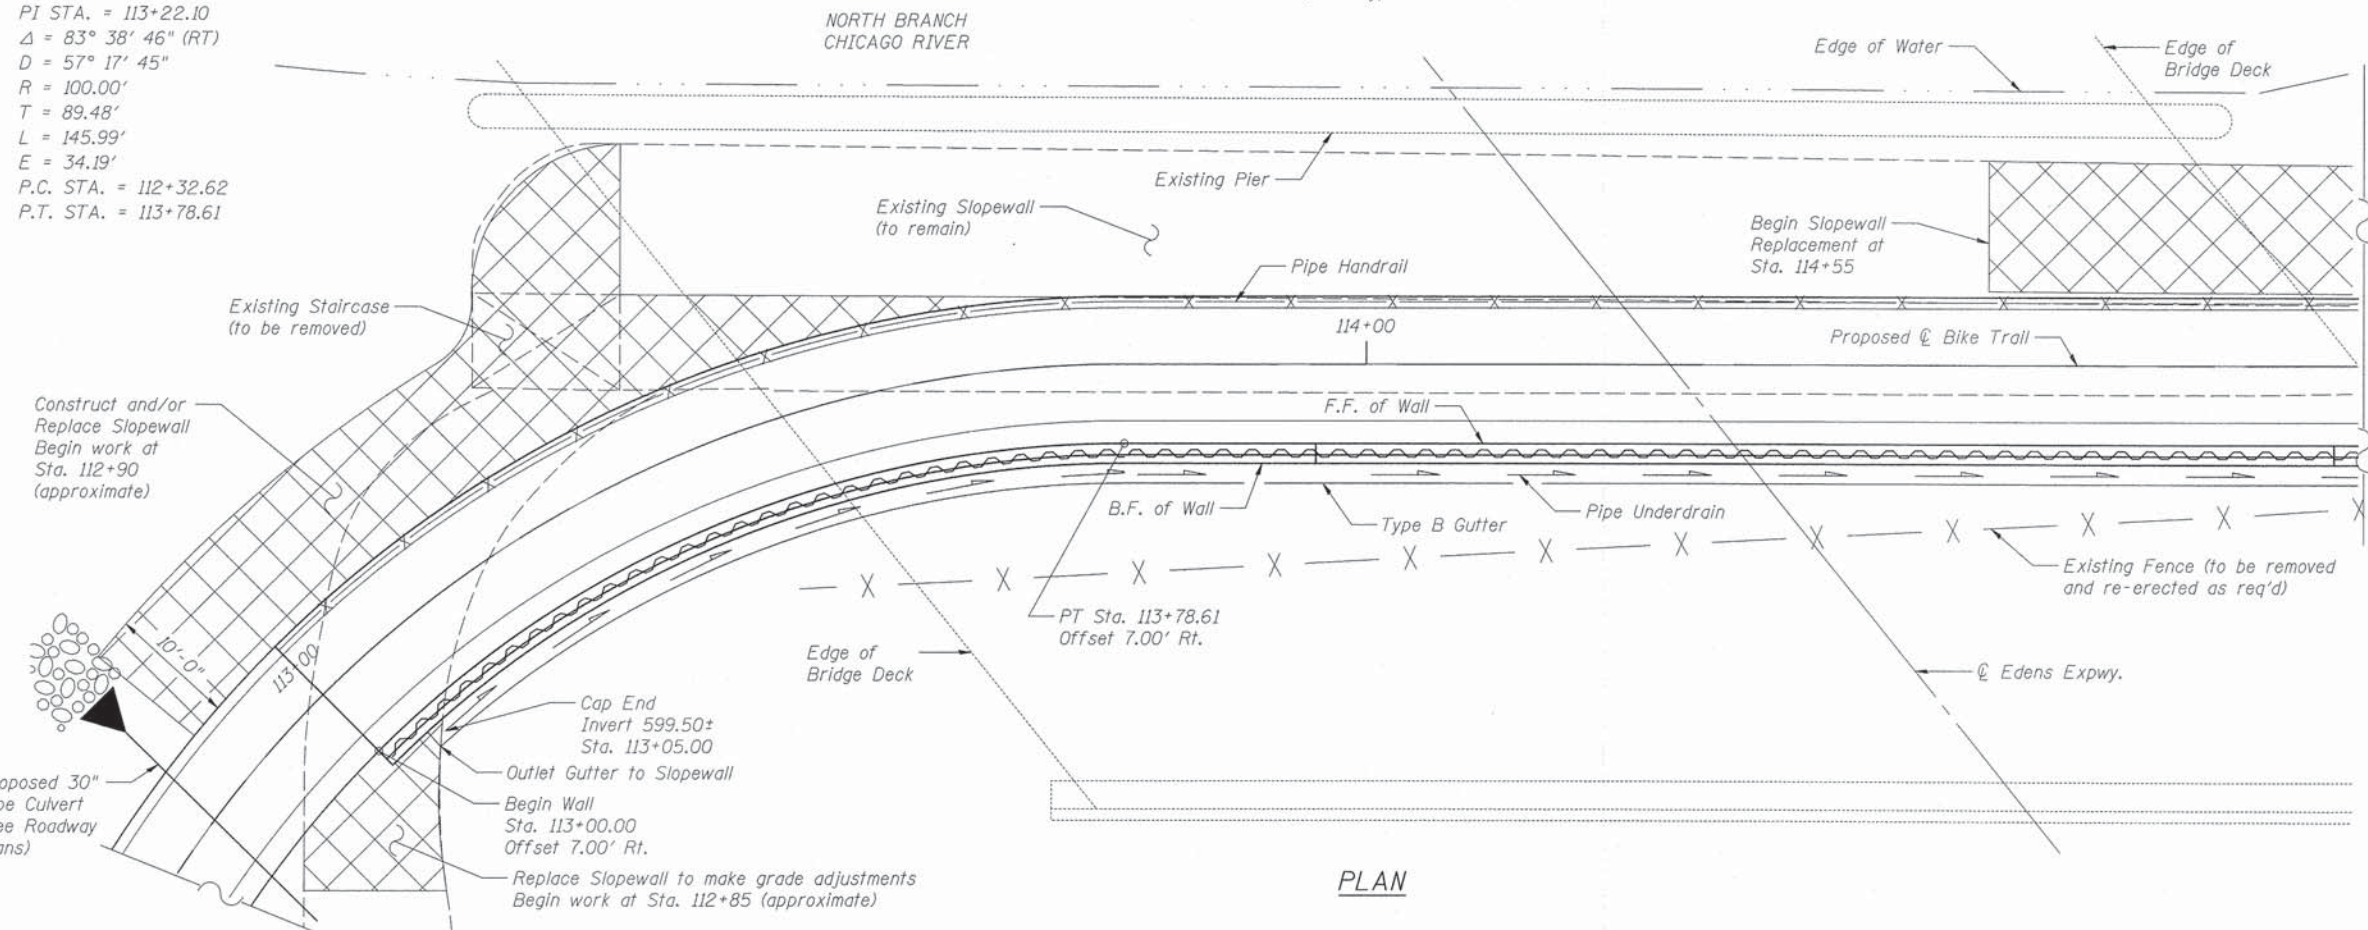 PI STA. = 113+22.10
Δ = 83° 38' 46" (RT)
D = 57° 17' 45"
R = 100.00'
T = 89.48'
L = 145.99'
E = 34.19'
P.C. STA. = 112+32.62
P.T. STA. = 113+78.61
NORTH BRANCH
CHICAGO RIVER
Edge of Water
Edge of
Bridge Deck
Existing Pier
Existing Slopewall
(to remain)
Begin Slopewall
Replacement at
Sta. 114+55
Pipe Handrail
Existing Staircase
(to be removed)
114+00
Proposed ℄ Bike Trail
Construct and/or
Replace Slopewall
Begin work at
Sta. 112+90
(approximate)
F.F. of Wall
B.F. of Wall
Type B Gutter
Pipe Underdrain
Existing Fence (to be removed
and re-erected as req'd)
PT Sta. 113+78.61
Offset 7.00' Rt.
10'-0"
113+00
Edge of
Bridge Deck
℄ Edens Expwy.
Cap End
Invert 599.50±
Sta. 113+05.00
Outlet Gutter to Slopewall
Begin Wall
Sta. 113+00.00
Offset 7.00' Rt.
oposed 30"
pe Culvert
ee Roadway
ans)
Replace Slopewall to make grade adjustments
Begin work at Sta. 112+85 (approximate)
PLAN